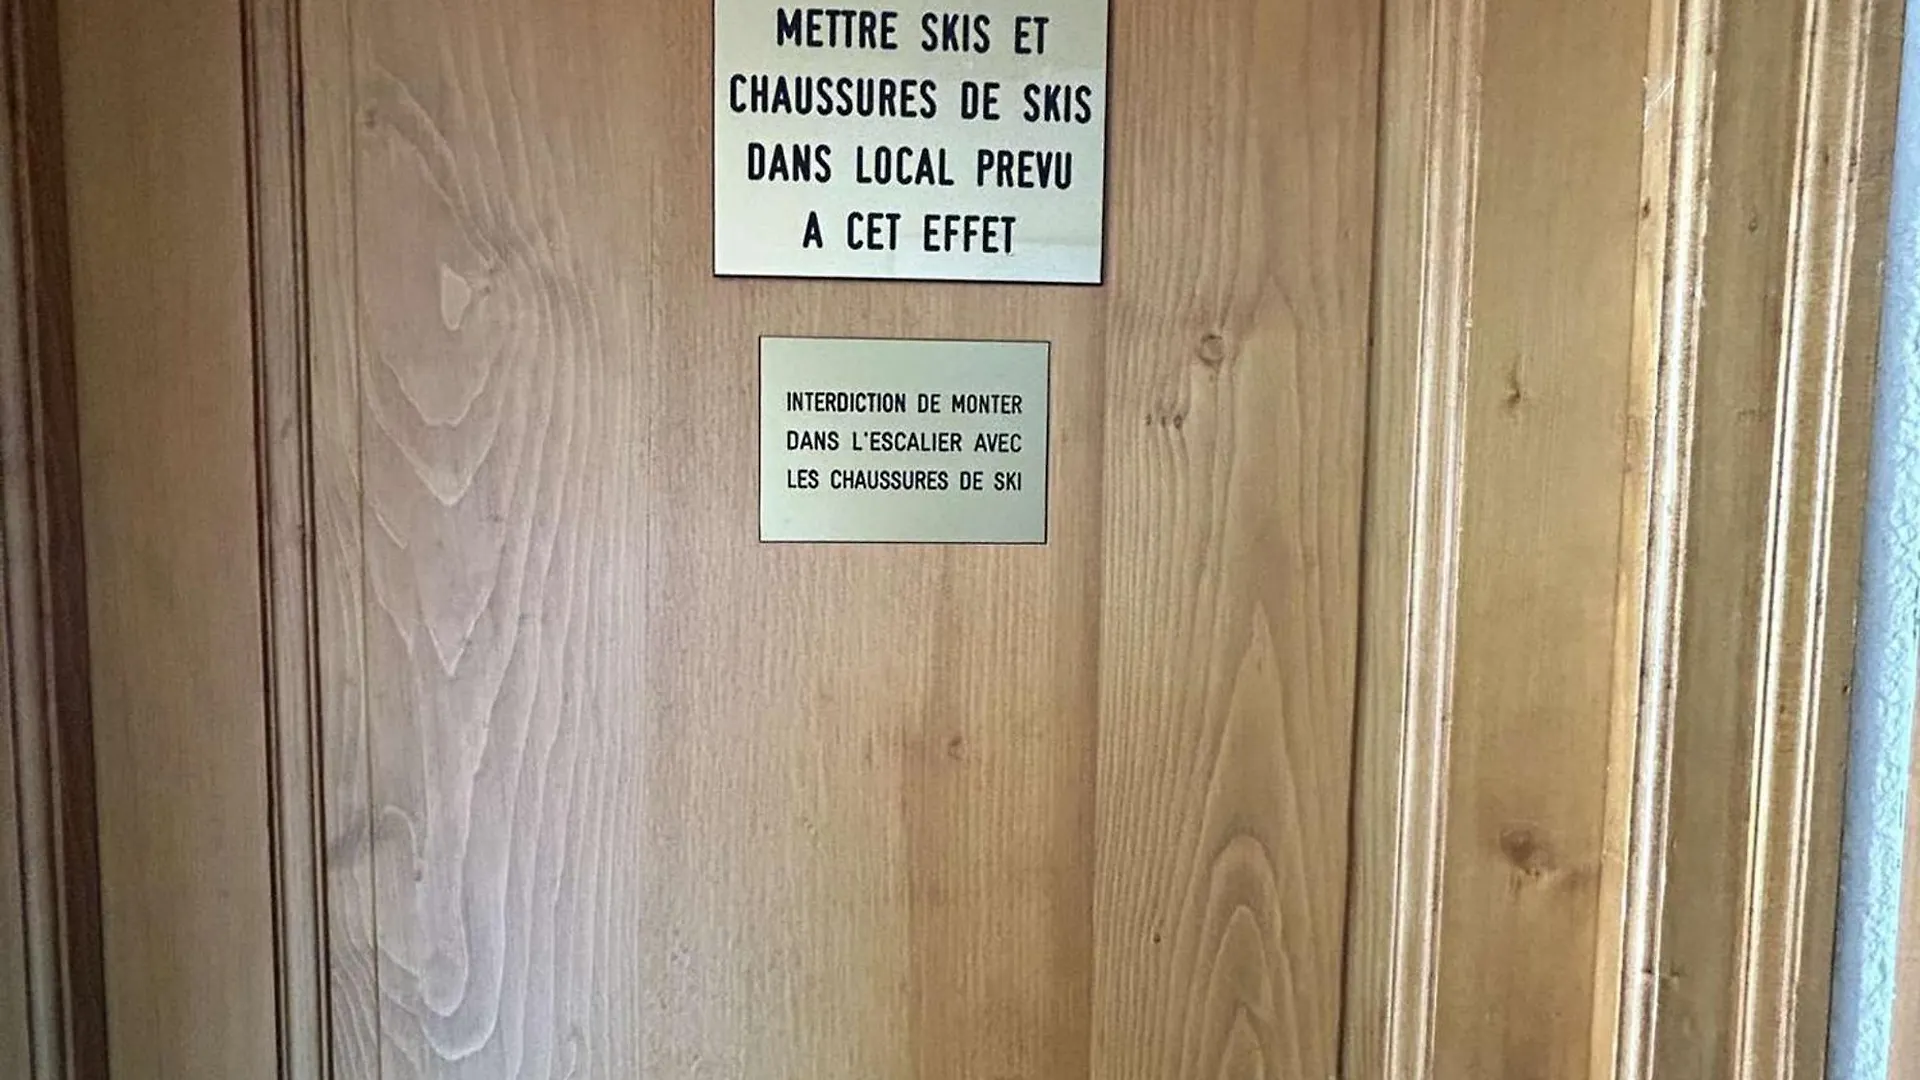 METTRE SKIS ET
CHAUSSURES DE SKIS
DANS LOCAL PREVU
A CET EFFET
INTERDICTION DE MONTER
DANS L'ESCALIER AVEC
LES CHAUSSURES DE SKI